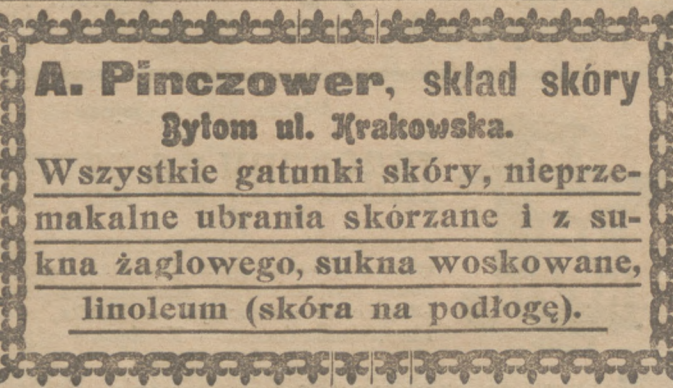 A. Pinczower, skład skóry
Bytom ul. Krakowska.
Wszystkie gatunki skóry, nieprze-
makalne ubrania skórzane i z su-
kna żaglowego, sukna woskowane,
linoleum (skóra na podłogę).